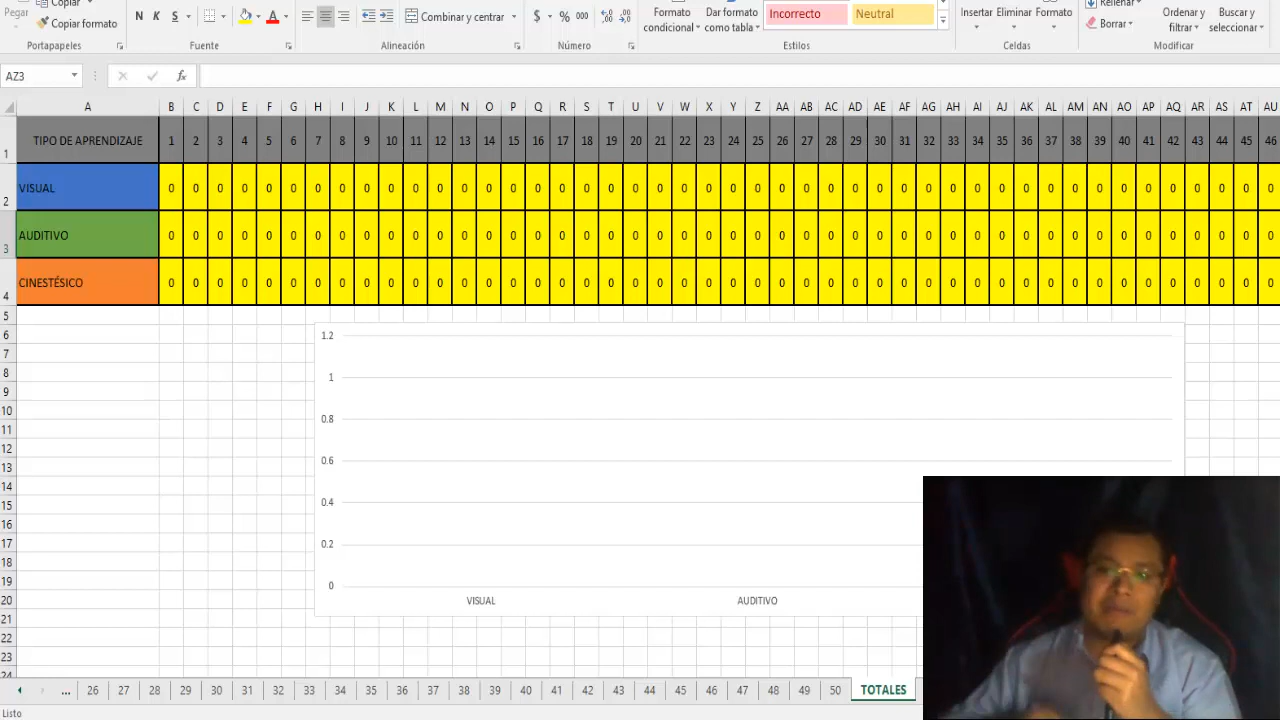 Pegar
Copiar
Copiar formato
N K S
A
Combinar y centrar
$ % 000
Formato condicional
Dar formato como tabla
Incorrecto
Neutral
Insertar Eliminar Formato
Rellenar
Borrar
Ordenar y filtrar
Buscar y seleccionar
Portapapeles
Fuente
Alineación
Número
Estilos
Celdas
Modificar
AZ3
fx
A B C D E F G H I J K L M N O P Q R S T U V W X Y Z AA AB AC AD AE AF AG AH AI AJ AK AL AM AN AO AP AQ AR AS AT AU
1 TIPO DE APRENDIZAJE 1 2 3 4 5 6 7 8 9 10 11 12 13 14 15 16 17 18 19 20 21 22 23 24 25 26 27 28 29 30 31 32 33 34 35 36 37 38 39 40 41 42 43 44 45 46
2 VISUAL 0 0 0 0 0 0 0 0 0 0 0 0 0 0 0 0 0 0 0 0 0 0 0 0 0 0 0 0 0 0 0 0 0 0 0 0 0 0 0 0 0 0 0 0 0 0
3 AUDITIVO 0 0 0 0 0 0 0 0 0 0 0 0 0 0 0 0 0 0 0 0 0 0 0 0 0 0 0 0 0 0 0 0 0 0 0 0 0 0 0 0 0 0 0 0 0 0
4 CINESTÉSICO 0 0 0 0 0 0 0 0 0 0 0 0 0 0 0 0 0 0 0 0 0 0 0 0 0 0 0 0 0 0 0 0 0 0 0 0 0 0 0 0 0 0 0 0 0 0
5
6 1.2
7
8 1
9
10 0.8
11
12
13 0.6
14
15 0.4
16
17 0.2
18
19 0
20 VISUAL AUDITIVO
21
22
23
24
... 26 27 28 29 30 31 32 33 34 35 36 37 38 39 40 41 42 43 44 45 46 47 48 49 50 TOTALES
Listo